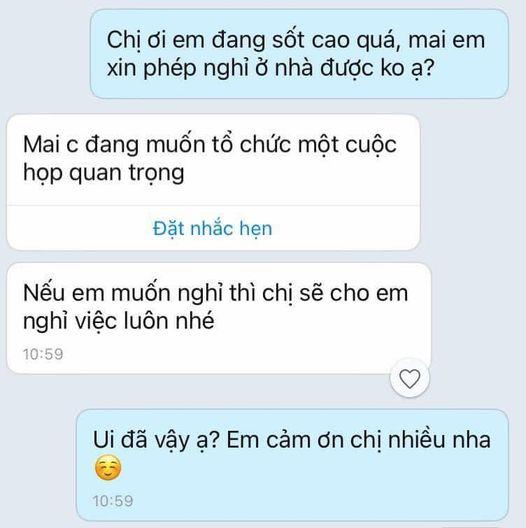 Chị ơi em đang sốt cao quá, mai em
xin phép nghỉ ở nhà được ko ạ?
Mai c đang muốn tổ chức một cuộc
họp quan trọng
Đặt nhắc hẹn
Nếu em muốn nghỉ thì chị sẽ cho em
nghỉ việc luôn nhé
10:59
Ui đã vậy ạ? Em cảm ơn chị nhiều nha
☺️
10:59